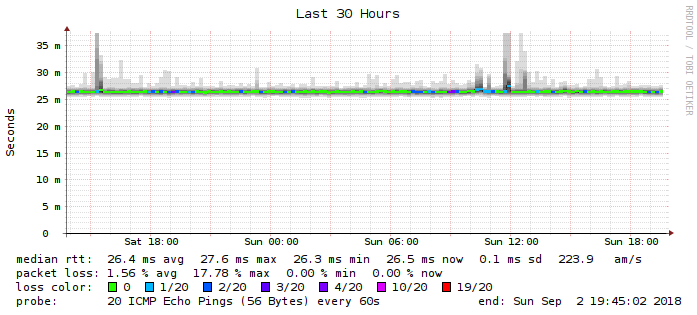 Last 30 Hours
RRDTOOL / TOBI OETIKER
Seconds
35 m
30 m
25 m
20 m
15 m
10 m
5 m
0
Sat 18:00 Sun 00:00 Sun 06:00 Sun 12:00 Sun 18:00
median rtt: 26.4 ms avg 27.6 ms max 26.3 ms min 26.5 ms now 0.1 ms sd 223.9 am/s
packet loss: 1.56 % avg 17.78 % max 0.00 % min 0.00 % now
loss color: 0 1/20 2/20 3/20 4/20 10/20 19/20
probe: 20 ICMP Echo Pings (56 Bytes) every 60s end: Sun Sep 2 19:45:02 2018